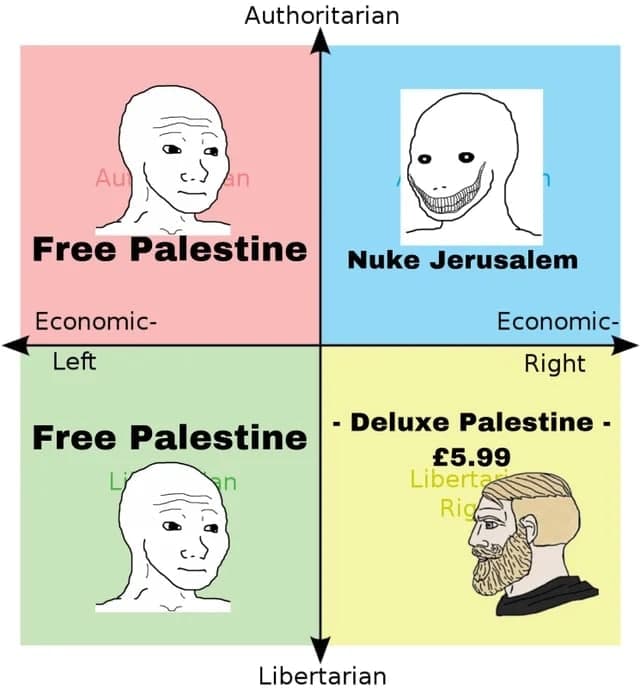 Authoritarian
Free Palestine
Nuke Jerusalem
Economic-
Left
Economic-
Right
Free Palestine
- Deluxe Palestine -
£5.99
Libertarian